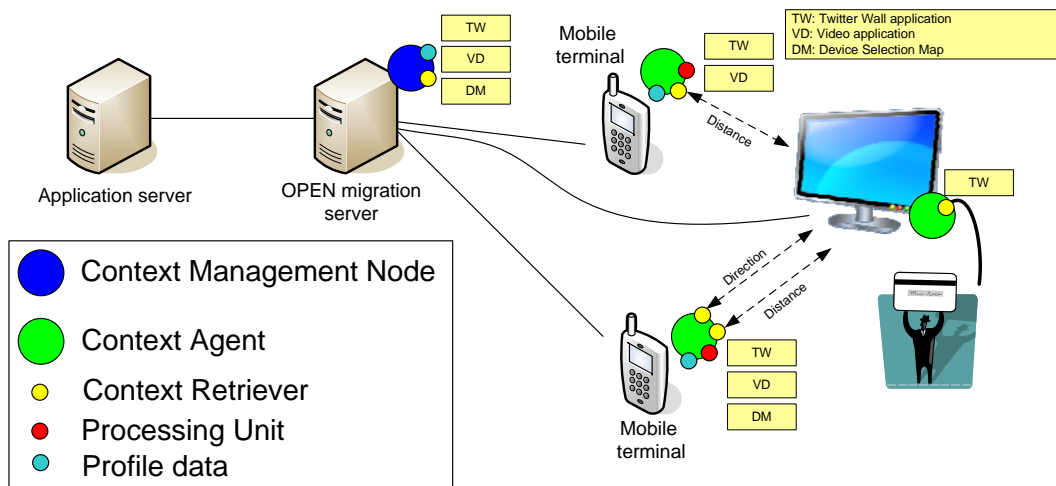 TW
VD
DM
Mobile
terminal
TW
VD
TW: Twitter Wall application
VD: Video application
DM: Device Selection Map
Distance
Application server
OPEN migration
server
TW
Direction
Distance
Context Management Node
Context Agent
Context Retriever
Processing Unit
Profile data
Mobile
terminal
TW
VD
DM